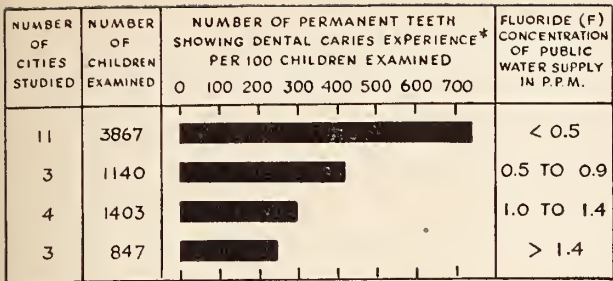 NUMBER OF CITIES STUDIED
NUMBER OF CHILDREN EXAMINED
NUMBER OF PERMANENT TEETH
SHOWING DENTAL CARIES EXPERIENCE*
PER 100 CHILDREN EXAMINED
0 100 200 300 400 500 600 700
FLUORIDE (F)
CONCENTRATION
OF PUBLIC
WATER SUPPLY
IN P.P.M.
11 3867 < 0.5
3 1140 0.5 TO 0.9
4 1403 1.0 TO 1.4
3 847 > 1.4